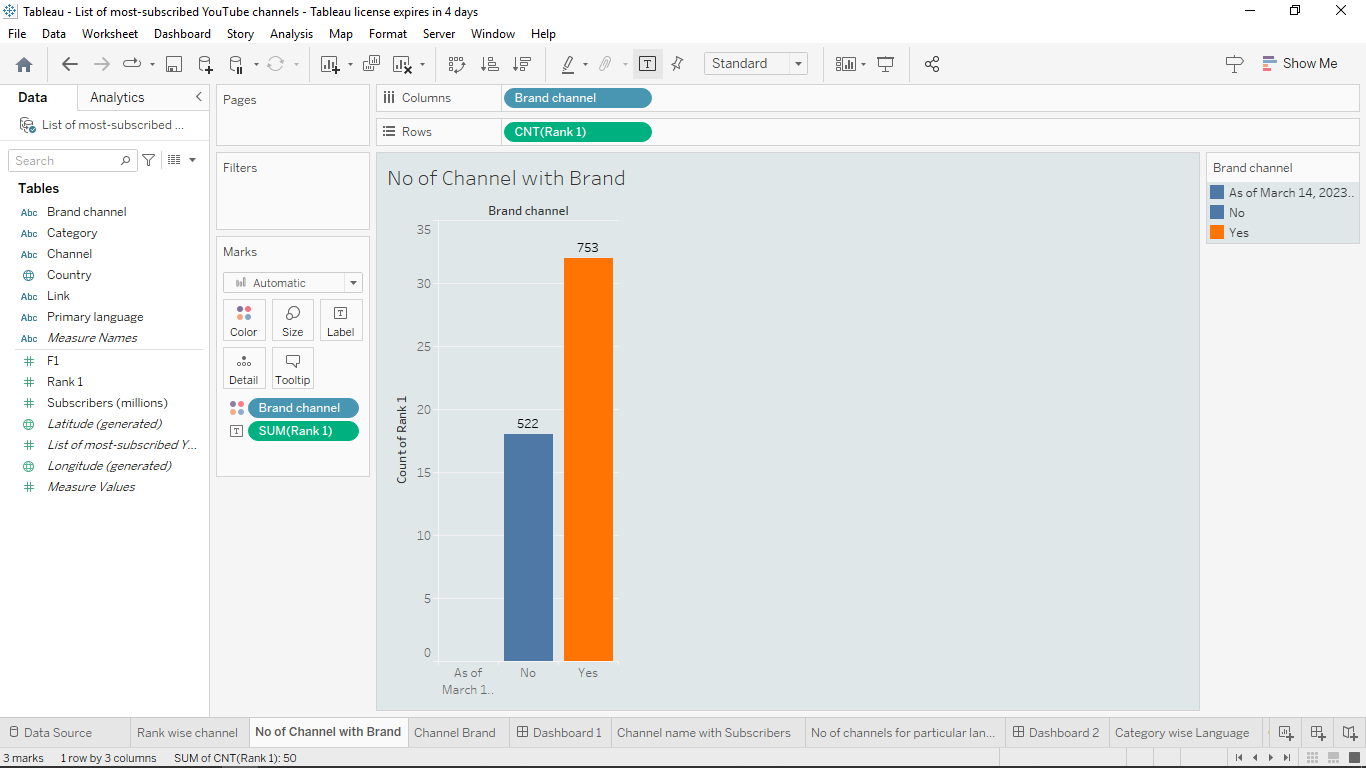 Tableau - List of most-subscribed YouTube channels - Tableau license expires in 4 days
File Data Worksheet Dashboard Story Analysis Map Format Server Window Help
Standard
Show Me
Data Analytics
List of most-subscribed ...
Search
Tables
Abc Brand channel
Abc Category
Abc Channel
Country
Abc Link
Abc Primary language
Abc Measure Names
# F1
# Rank 1
# Subscribers (millions)
Latitude (generated)
# List of most-subscribed Y...
Longitude (generated)
# Measure Values
Pages
Filters
Marks
Automatic
Color Size Label
Detail Tooltip
Brand channel
SUM(Rank 1)
Columns Brand channel
Rows CNT(Rank 1)
No of Channel with Brand
Brand channel
35
30
25
20
15
10
5
0
Count of Rank 1
522
753
As of
March 1..
No
Yes
Brand channel
As of March 14, 2023..
No
Yes
Data Source Rank wise channel No of Channel with Brand Channel Brand Dashboard 1 Channel name with Subscribers No of channels for particular lan... Dashboard 2 Category wise Language
3 marks 1 row by 3 columns SUM of CNT(Rank 1): 50